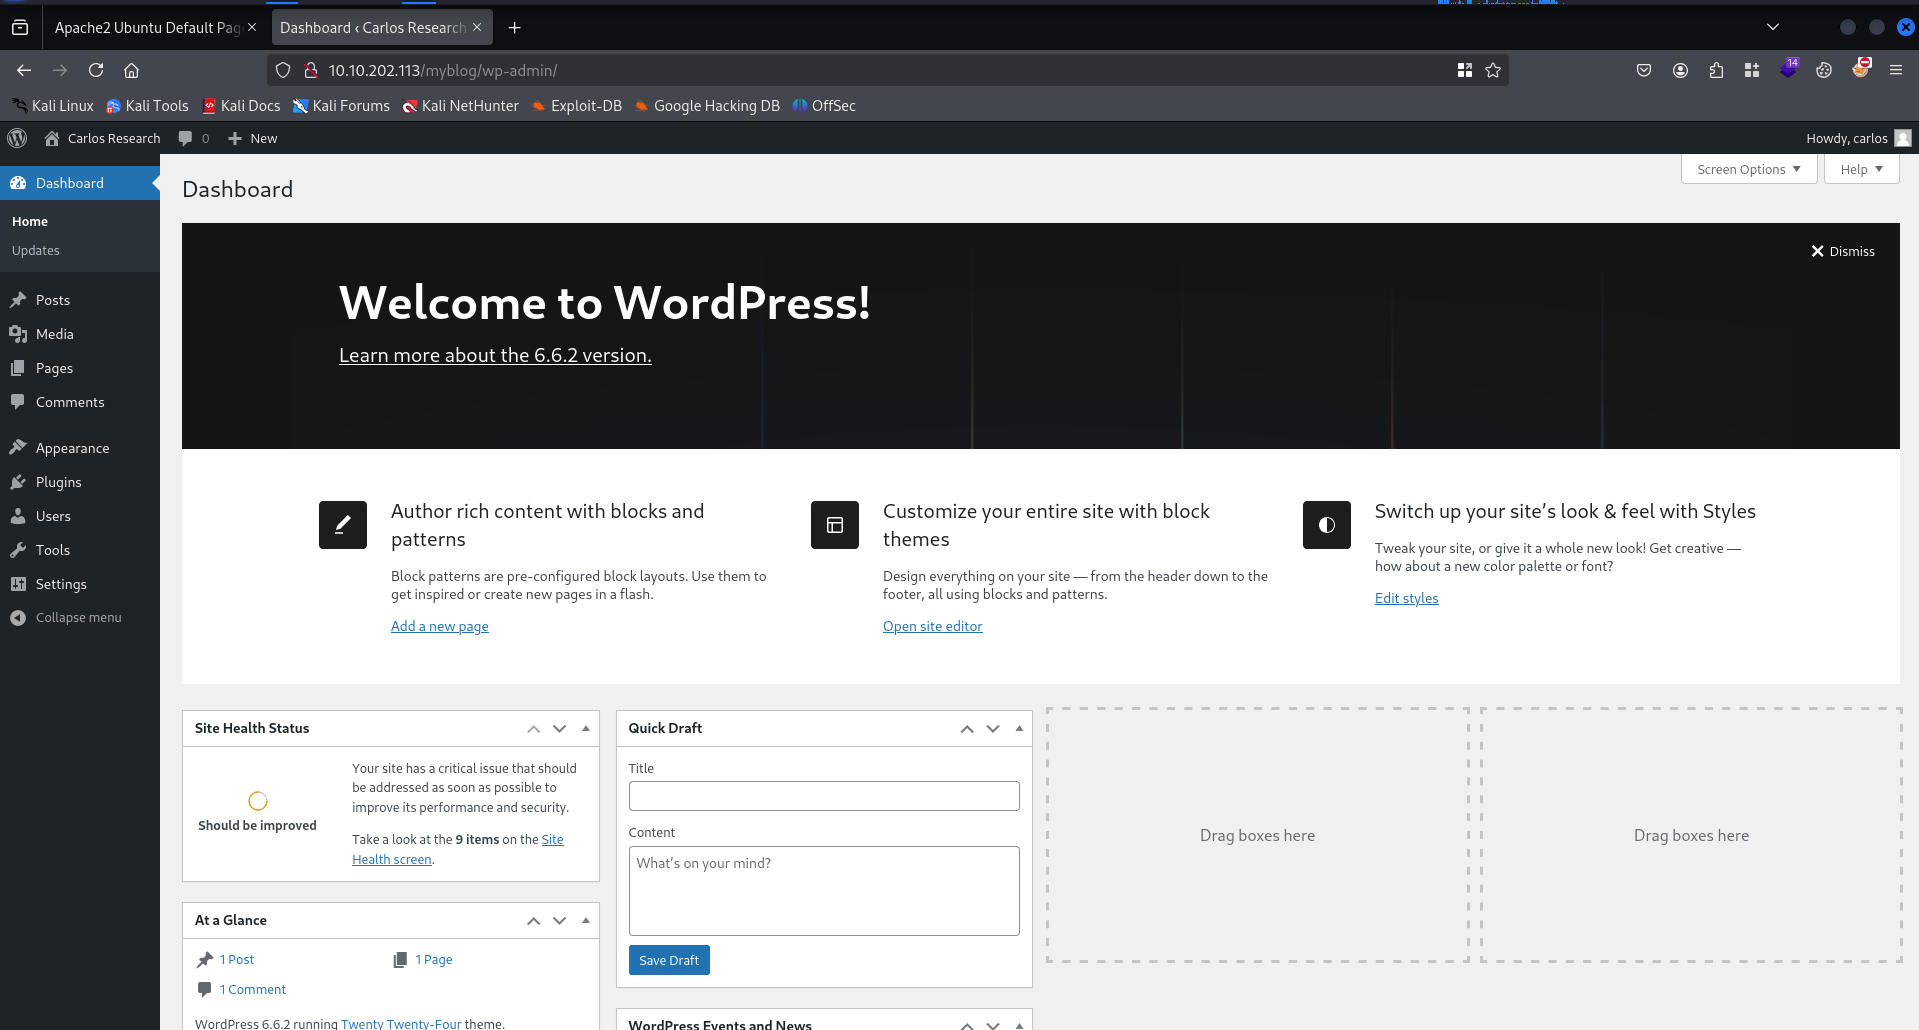 Apache2 Ubuntu Default Pag
Dashboard ‹ Carlos Research
10.10.202.113/myblog/wp-admin/
14
Kali Linux Kali Tools Kali Docs Kali Forums Kali NetHunter Exploit-DB Google Hacking DB OffSec
Carlos Research 0 New Howdy, carlos
Dashboard
Home
Updates
Posts
Media
Pages
Comments
Appearance
Plugins
Users
Tools
Settings
Collapse menu
Screen Options Help
Dashboard
Dismiss
Welcome to WordPress!
Learn more about the 6.6.2 version.
Author rich content with blocks and
patterns
Block patterns are pre-configured block layouts. Use them to
get inspired or create new pages in a flash.
Add a new page
Customize your entire site with block
themes
Design everything on your site — from the header down to the
footer, all using blocks and patterns.
Open site editor
Switch up your site’s look & feel with Styles
Tweak your site, or give it a whole new look! Get creative —
how about a new color palette or font?
Edit styles
Site Health Status
Should be improved
Your site has a critical issue that should
be addressed as soon as possible to
improve its performance and security.
Take a look at the 9 items on the Site
Health screen.
At a Glance
1 Post 1 Page
1 Comment
WordPress 6.6.2 running Twenty Twenty-Four theme.
Quick Draft
Title
Content
What’s on your mind?
Save Draft
WordPress Events and News
Drag boxes here
Drag boxes here